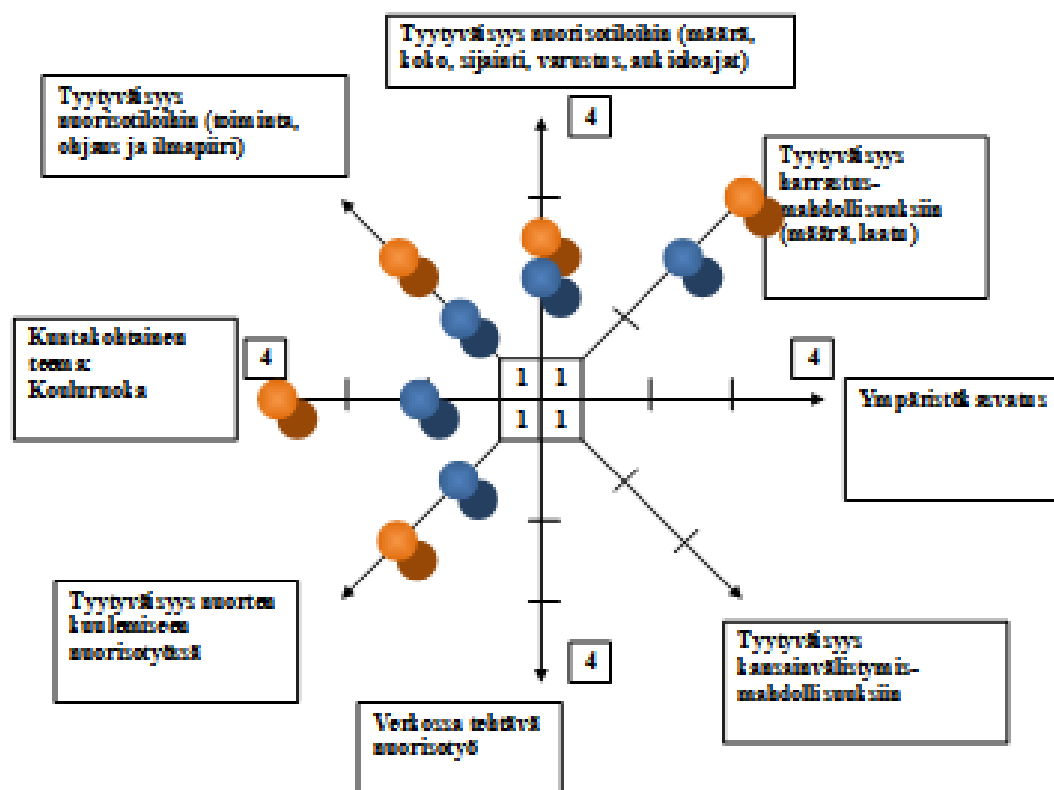 Tyytyväisyys nuorisotiloihin (määrä,
koko, sijainti, varustus, aukioloajat)
4
Tyytyväisyys
nuorisotiloihin (toiminta,
ohjaus ja ilmapiiri)
Tyytyväisyys
harrastus-
mahdollisuuksiin
(määrä, laatu)
Kuntakohtainen
teema:
Kouluruoka
4
1 1
1 1
4
Ympäristökasvatus
Tyytyväisyys nuorten
kuulemiseen
nuorisotyössä
4
Tyytyväisyys
kansainvälistymis-
mahdollisuuksiin
Verkossa tehtävä
nuorisotyö